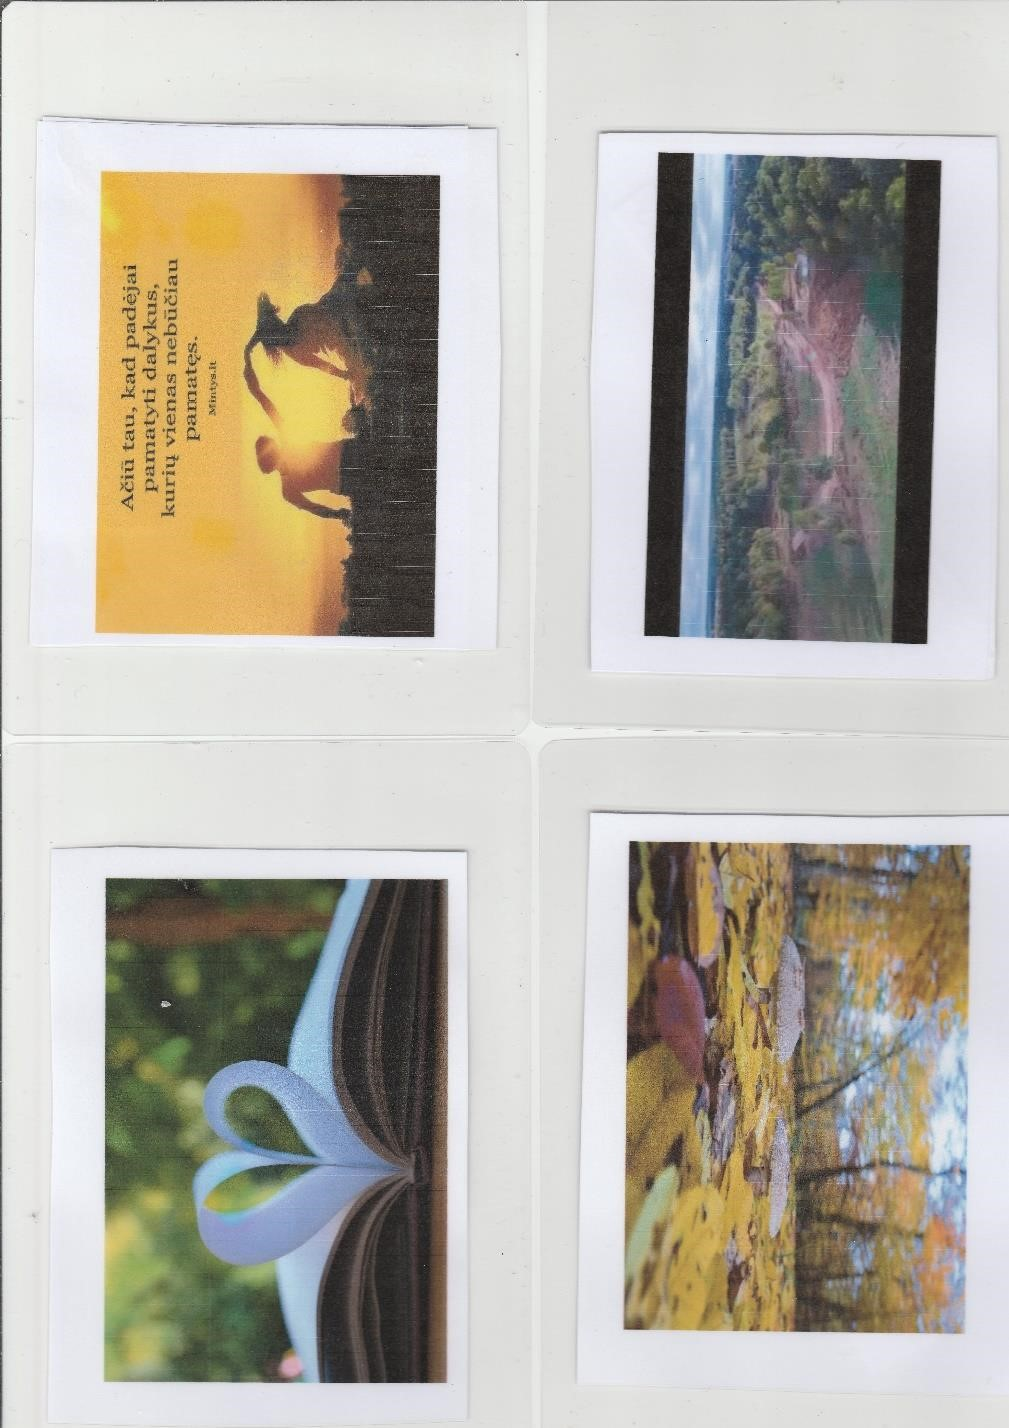 Ačiū tau, kad padėjai
pamatyti dalykus,
kurių vienas nebūčiau
pamatęs.
Mintys.lt